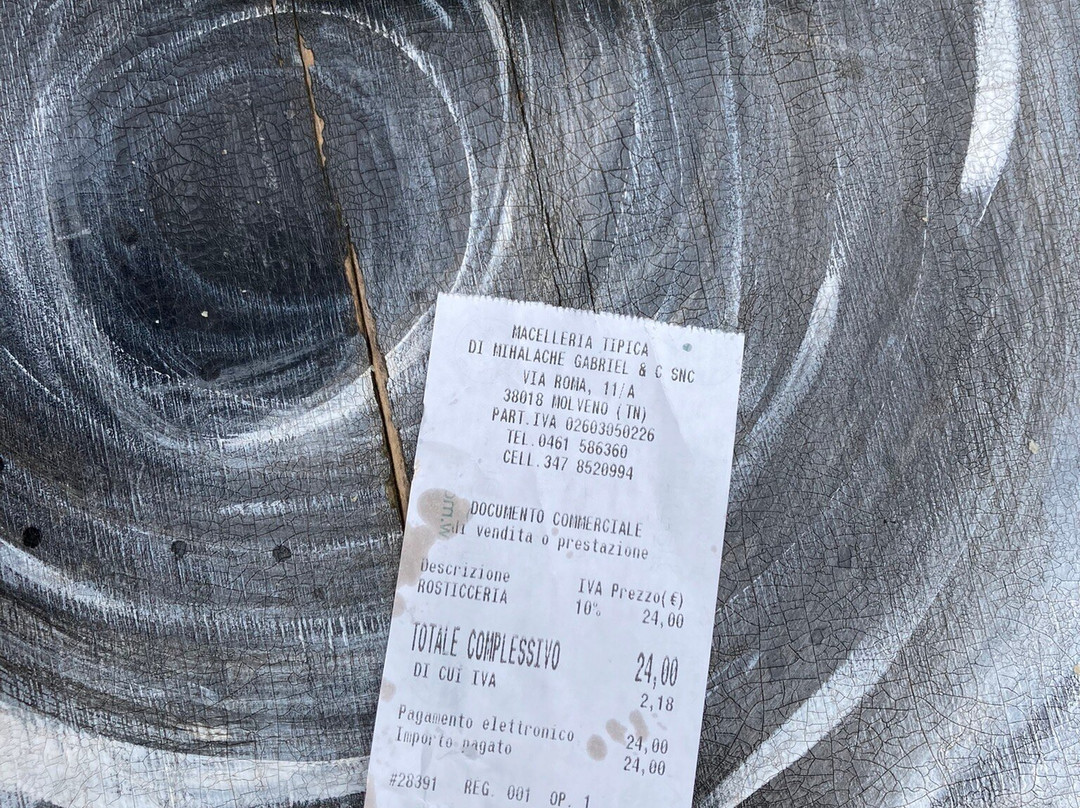 MACELLERIA TiPICA
DI MIHALACHE GABRIEL & C SNC
VIA ROMA, 11/A
38018 MOLVENO (TN)
PART.IVA 02603050226
TEL.0461 586360
CELL.347 8520994
DOCUMENTO COMMERCIALE
di vendita o prestazione
Descrizione IVA Prezzo(€)
ROSTICCERIA 10% 24,00
TOTALE COMPLESSIVO 24,00
DI CUI IVA 2,18
Pagamento elettronico 24,00
Importo pagato 24,00
#28391 REG. 001 OP. 1